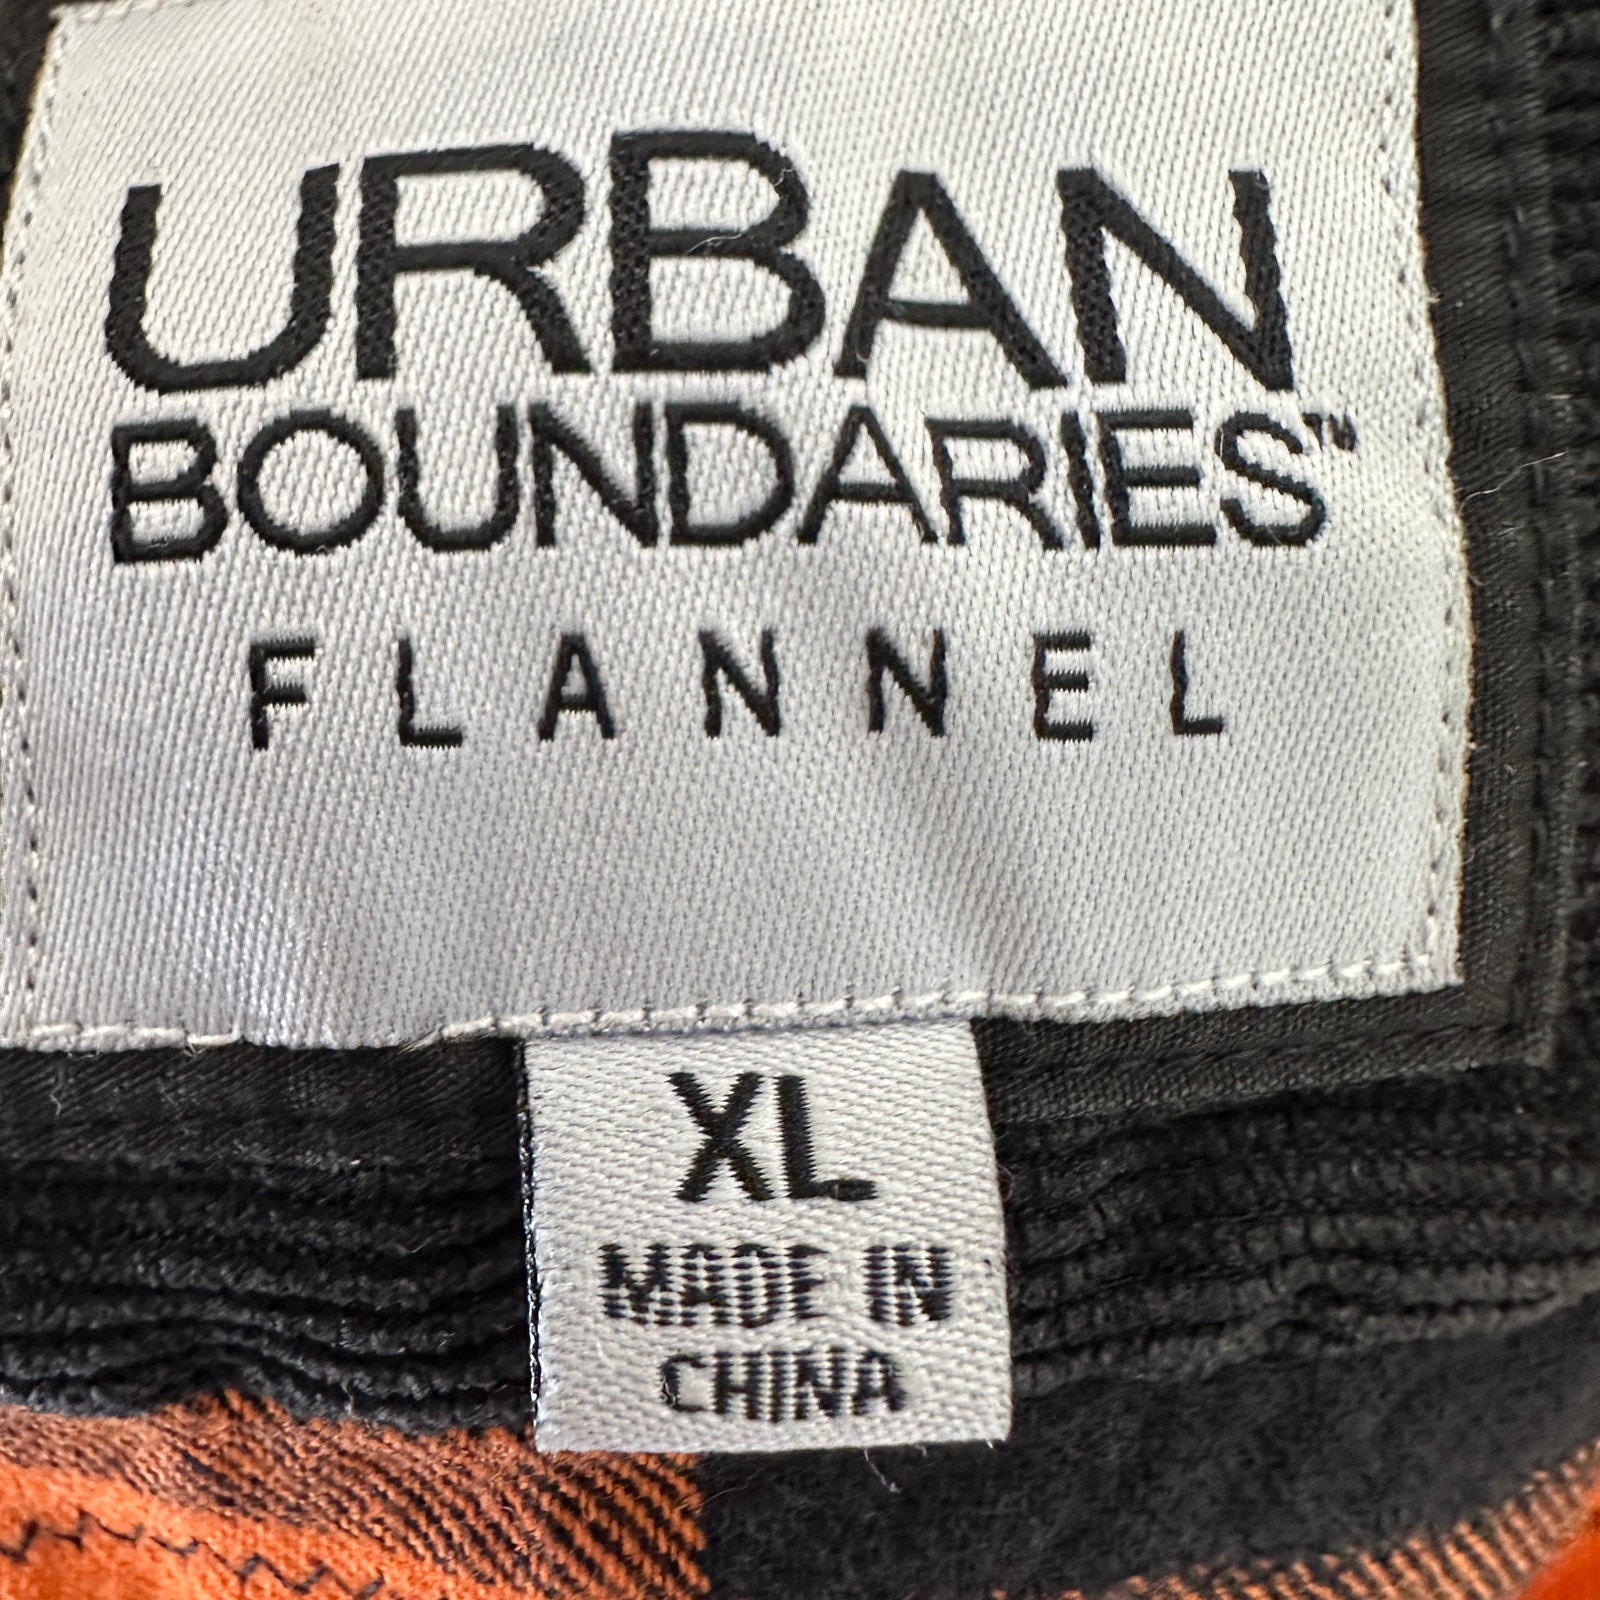 URBAN
BOUNDARIES™
FLANNEL
XL
MADE IN
CHINA